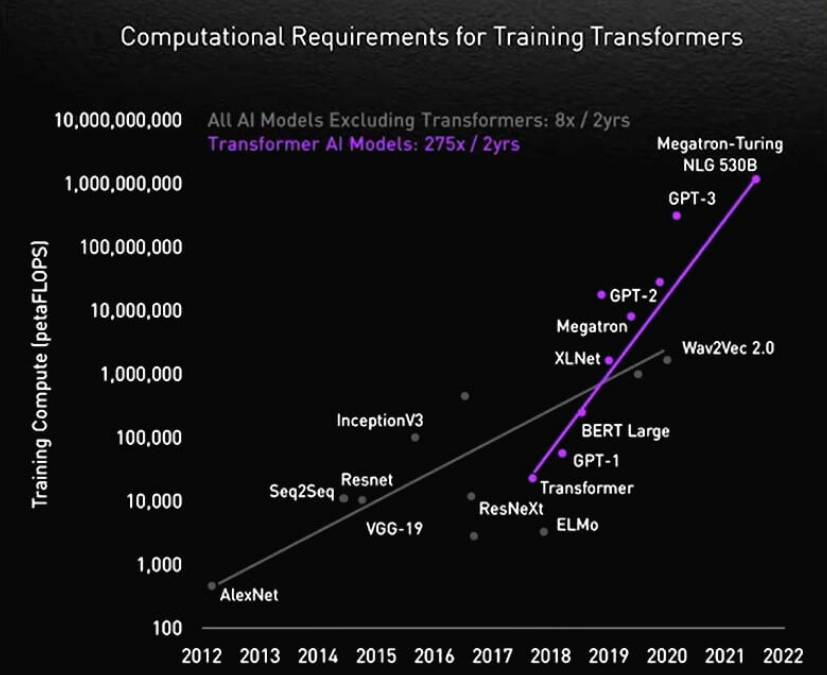 Computational Requirements for Training Transformers
10,000,000,000
All AI Models Excluding Transformers: 8x / 2yrs
Transformer AI Models: 275x / 2yrs
Megatron-Turing
NLG 530B
1,000,000,000
GPT-3
100,000,000
GPT-2
10,000,000
Megatron
Wav2Vec 2.0
XLNet
1,000,000
InceptionV3
BERT Large
100,000
GPT-1
Resnet
Seq2Seq
Transformer
10,000
ResNeXt
VGG-19
ELMo
1,000
AlexNet
100
Training Compute (petaFLOPS)
2012 2013 2014 2015 2016 2017 2018 2019 2020 2021 2022